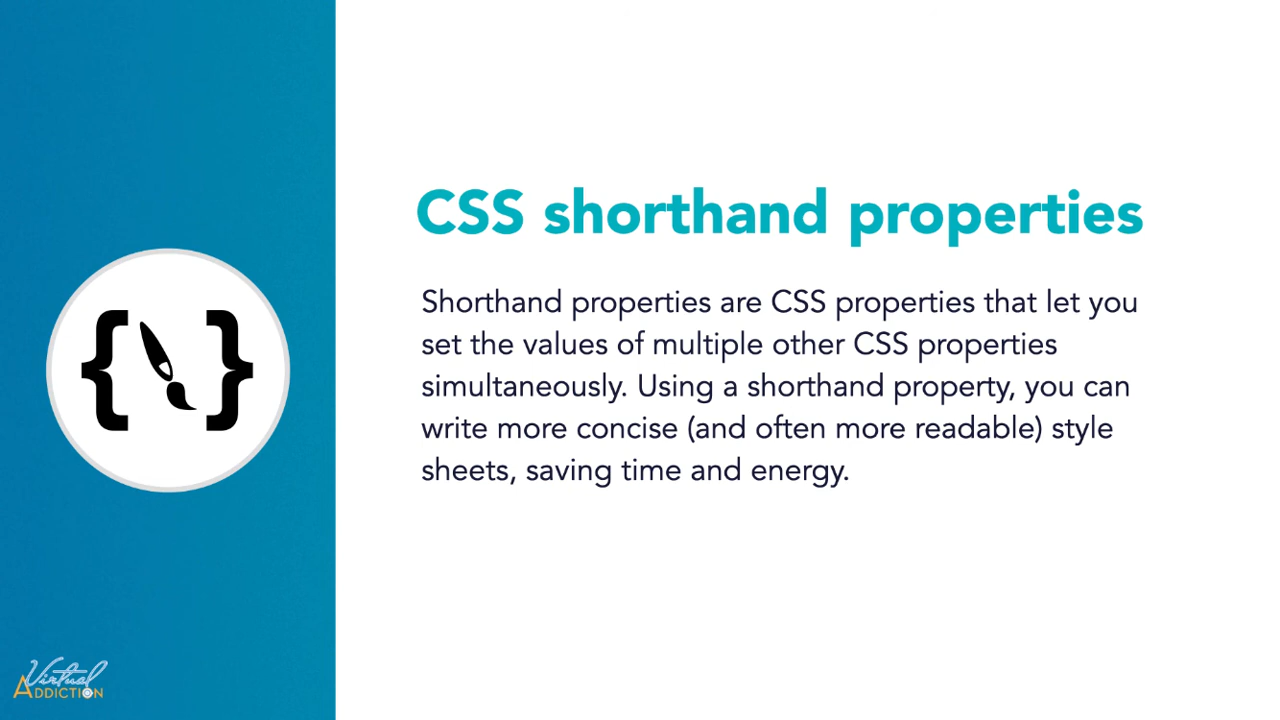 CSS shorthand properties
Shorthand properties are CSS properties that let you
set the values of multiple other CSS properties
simultaneously. Using a shorthand property, you can
write more concise (and often more readable) style
sheets, saving time and energy.
{ }
Virtual
ADDICTION